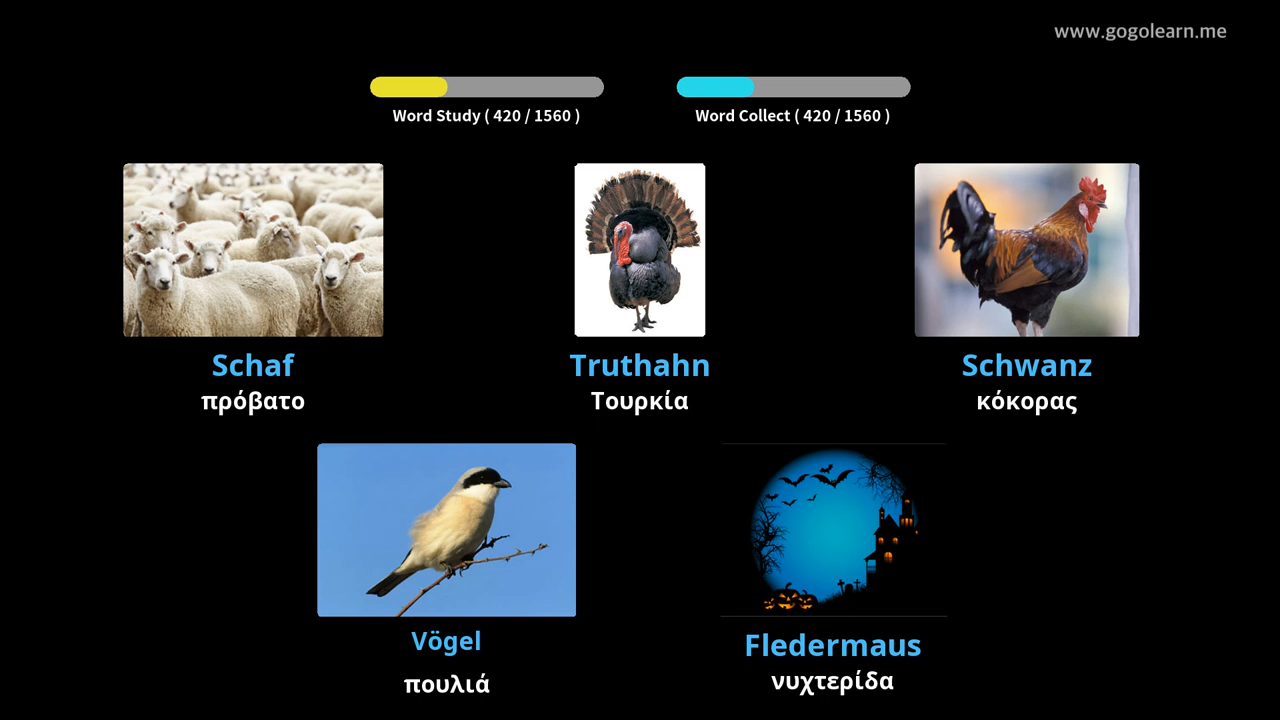 www.gogolearn.me
Word Study ( 420 / 1560 )
Word Collect ( 420 / 1560 )
Schaf
πρόβατο
Truthahn
Τουρκία
Schwanz
κόκορας
Vögel
πουλιά
Fledermaus
νυχτερίδα